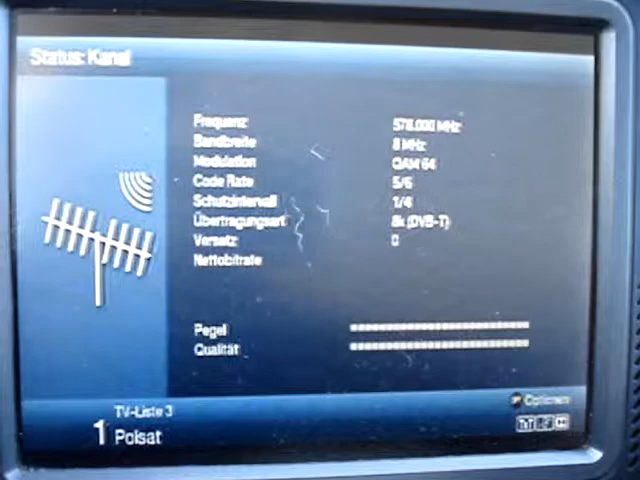 Status: Kanal
Frequenz 578.000 MHz
Bandbreite 8 MHz
Modulation QAM 64
Code Rate 5/6
Schutzintervall 1/4
Übertragungsart 8k (DVB-T)
Versatz 0
Nettobitrate
Pegel
Qualität
TV-Liste 3
Optionen
1 Polsat